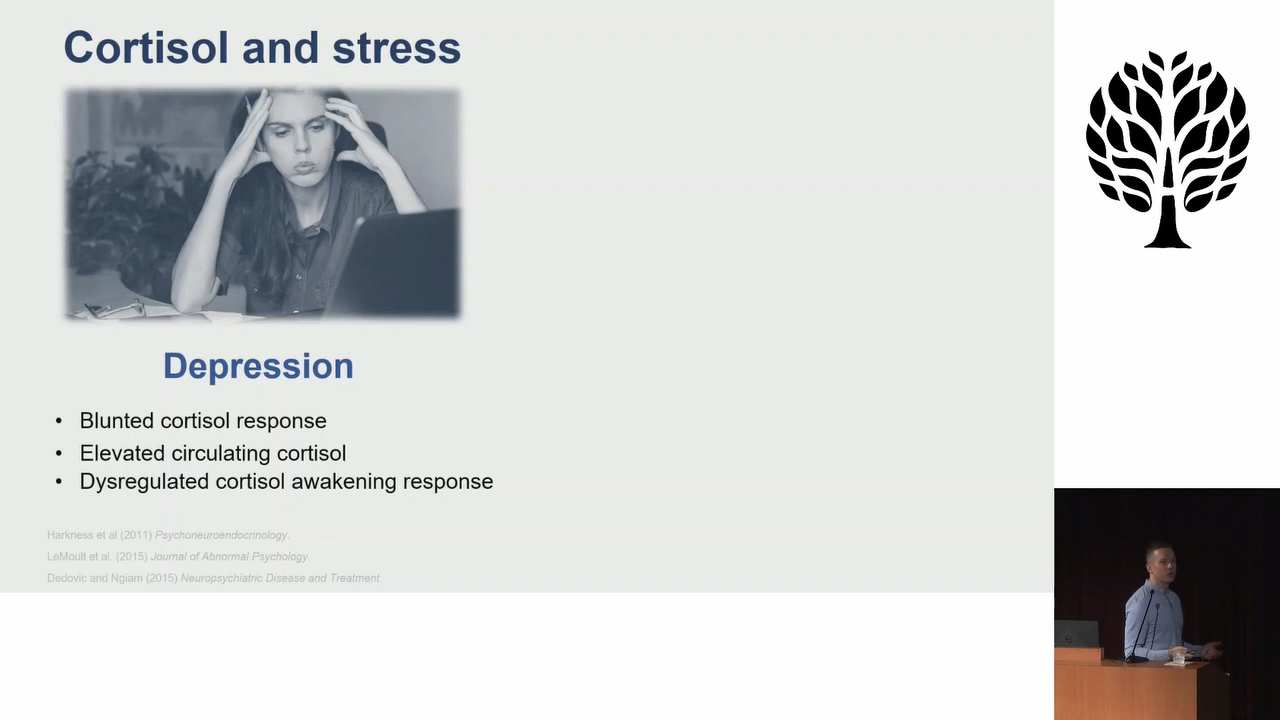 Cortisol and stress
Depression
• Blunted cortisol response
• Elevated circulating cortisol
• Dysregulated cortisol awakening response
Harkness et al (2011) Psychoneuroendocrinology.
LeMoult et al. (2015) Journal of Abnormal Psychology.
Dedovic and Ngiam (2015) Neuropsychiatric Disease and Treatment.